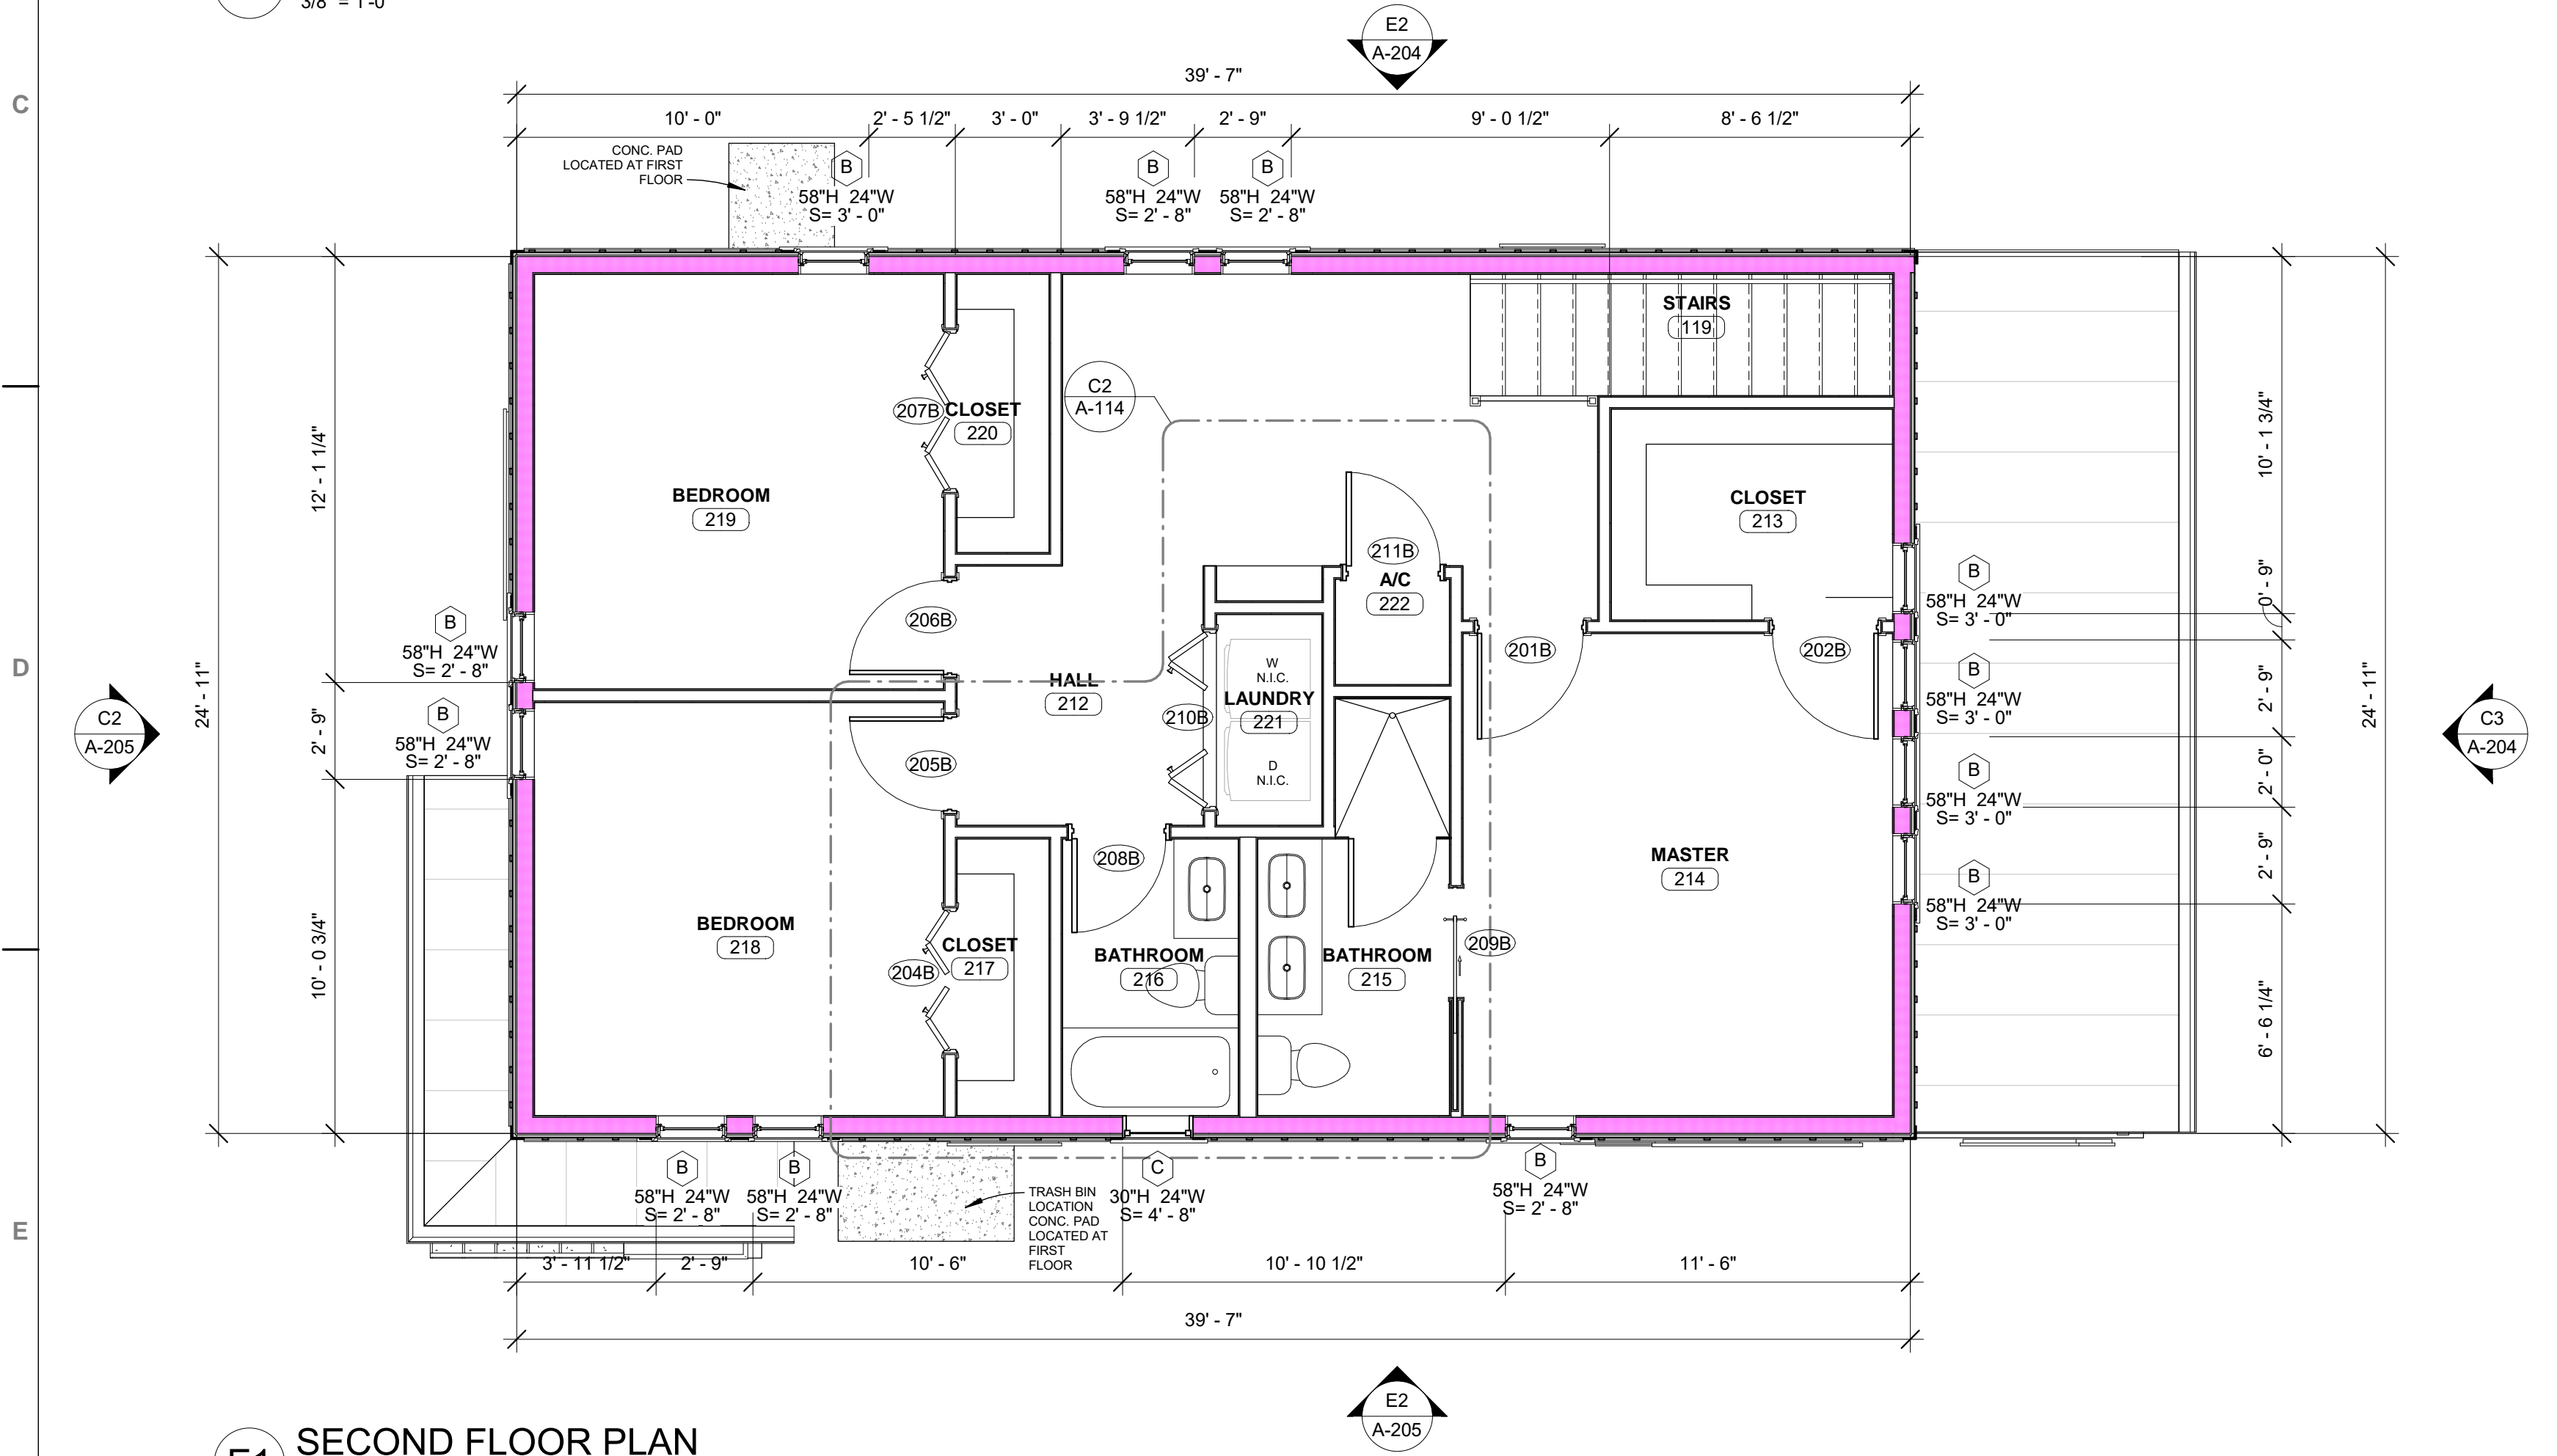 3/8" = 1'-0"
C
E2
A-204
39' - 7"
10' - 0"
2' - 5 1/2"
3' - 0"
3' - 9 1/2"
2' - 9"
9' - 0 1/2"
8' - 6 1/2"
CONC. PAD
LOCATED AT FIRST
FLOOR
B
58"H 24"W
S= 3' - 0"
B
58"H 24"W
S= 2' - 8"
B
58"H 24"W
S= 2' - 8"
STAIRS
119
C2
A-114
207B
CLOSET
220
BEDROOM
219
CLOSET
213
211B
A/C
222
12' - 1 1/4"
10' - 1 3/4"
0' - 9"
B
58"H 24"W
S= 3' - 0"
206B
201B
202B
B
58"H 24"W
S= 2' - 8"
D
24' - 11"
HALL
212
W
N.I.C.
LAUNDRY
221
210B
D
N.I.C.
B
58"H 24"W
S= 3' - 0"
2' - 9"
24' - 11"
C2
A-205
2' - 9"
B
58"H 24"W
S= 2' - 8"
205B
B
58"H 24"W
S= 3' - 0"
2' - 0"
C3
A-204
208B
MASTER
214
B
58"H 24"W
S= 3' - 0"
2' - 9"
10' - 0 3/4"
BEDROOM
218
204B
CLOSET
217
BATHROOM
216
BATHROOM
215
209B
6' - 6 1/4"
B
58"H 24"W
S= 2' - 8"
B
58"H 24"W
S= 2' - 8"
TRASH BIN
LOCATION
CONC. PAD
LOCATED AT
FIRST
FLOOR
C
30"H 24"W
S= 4' - 8"
B
58"H 24"W
S= 2' - 8"
E
3' - 11 1/2"
2' - 9"
10' - 6"
10' - 10 1/2"
11' - 6"
39' - 7"
E2
A-205
E1
SECOND FLOOR PLAN